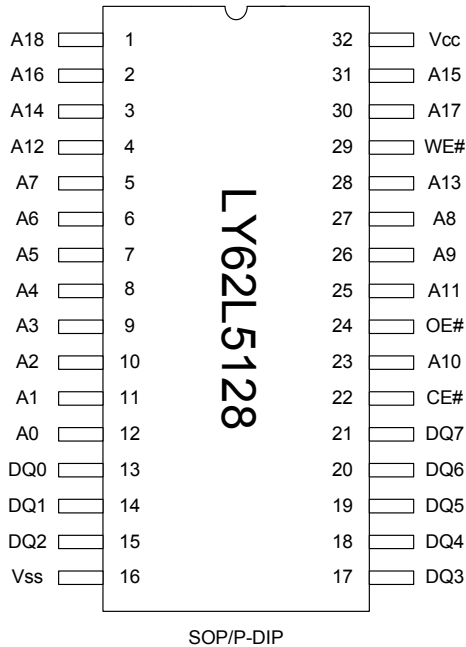 A18 1 32 Vcc
A16 2 31 A15
A14 3 30 A17
A12 4 29 WE#
A7 5 28 A13
A6 6 27 A8
A5 7 26 A9
A4 8 25 A11
A3 9 24 OE#
A2 10 23 A10
A1 11 22 CE#
A0 12 21 DQ7
DQ0 13 20 DQ6
DQ1 14 19 DQ5
DQ2 15 18 DQ4
Vss 16 17 DQ3
LY62L5128
SOP/P-DIP